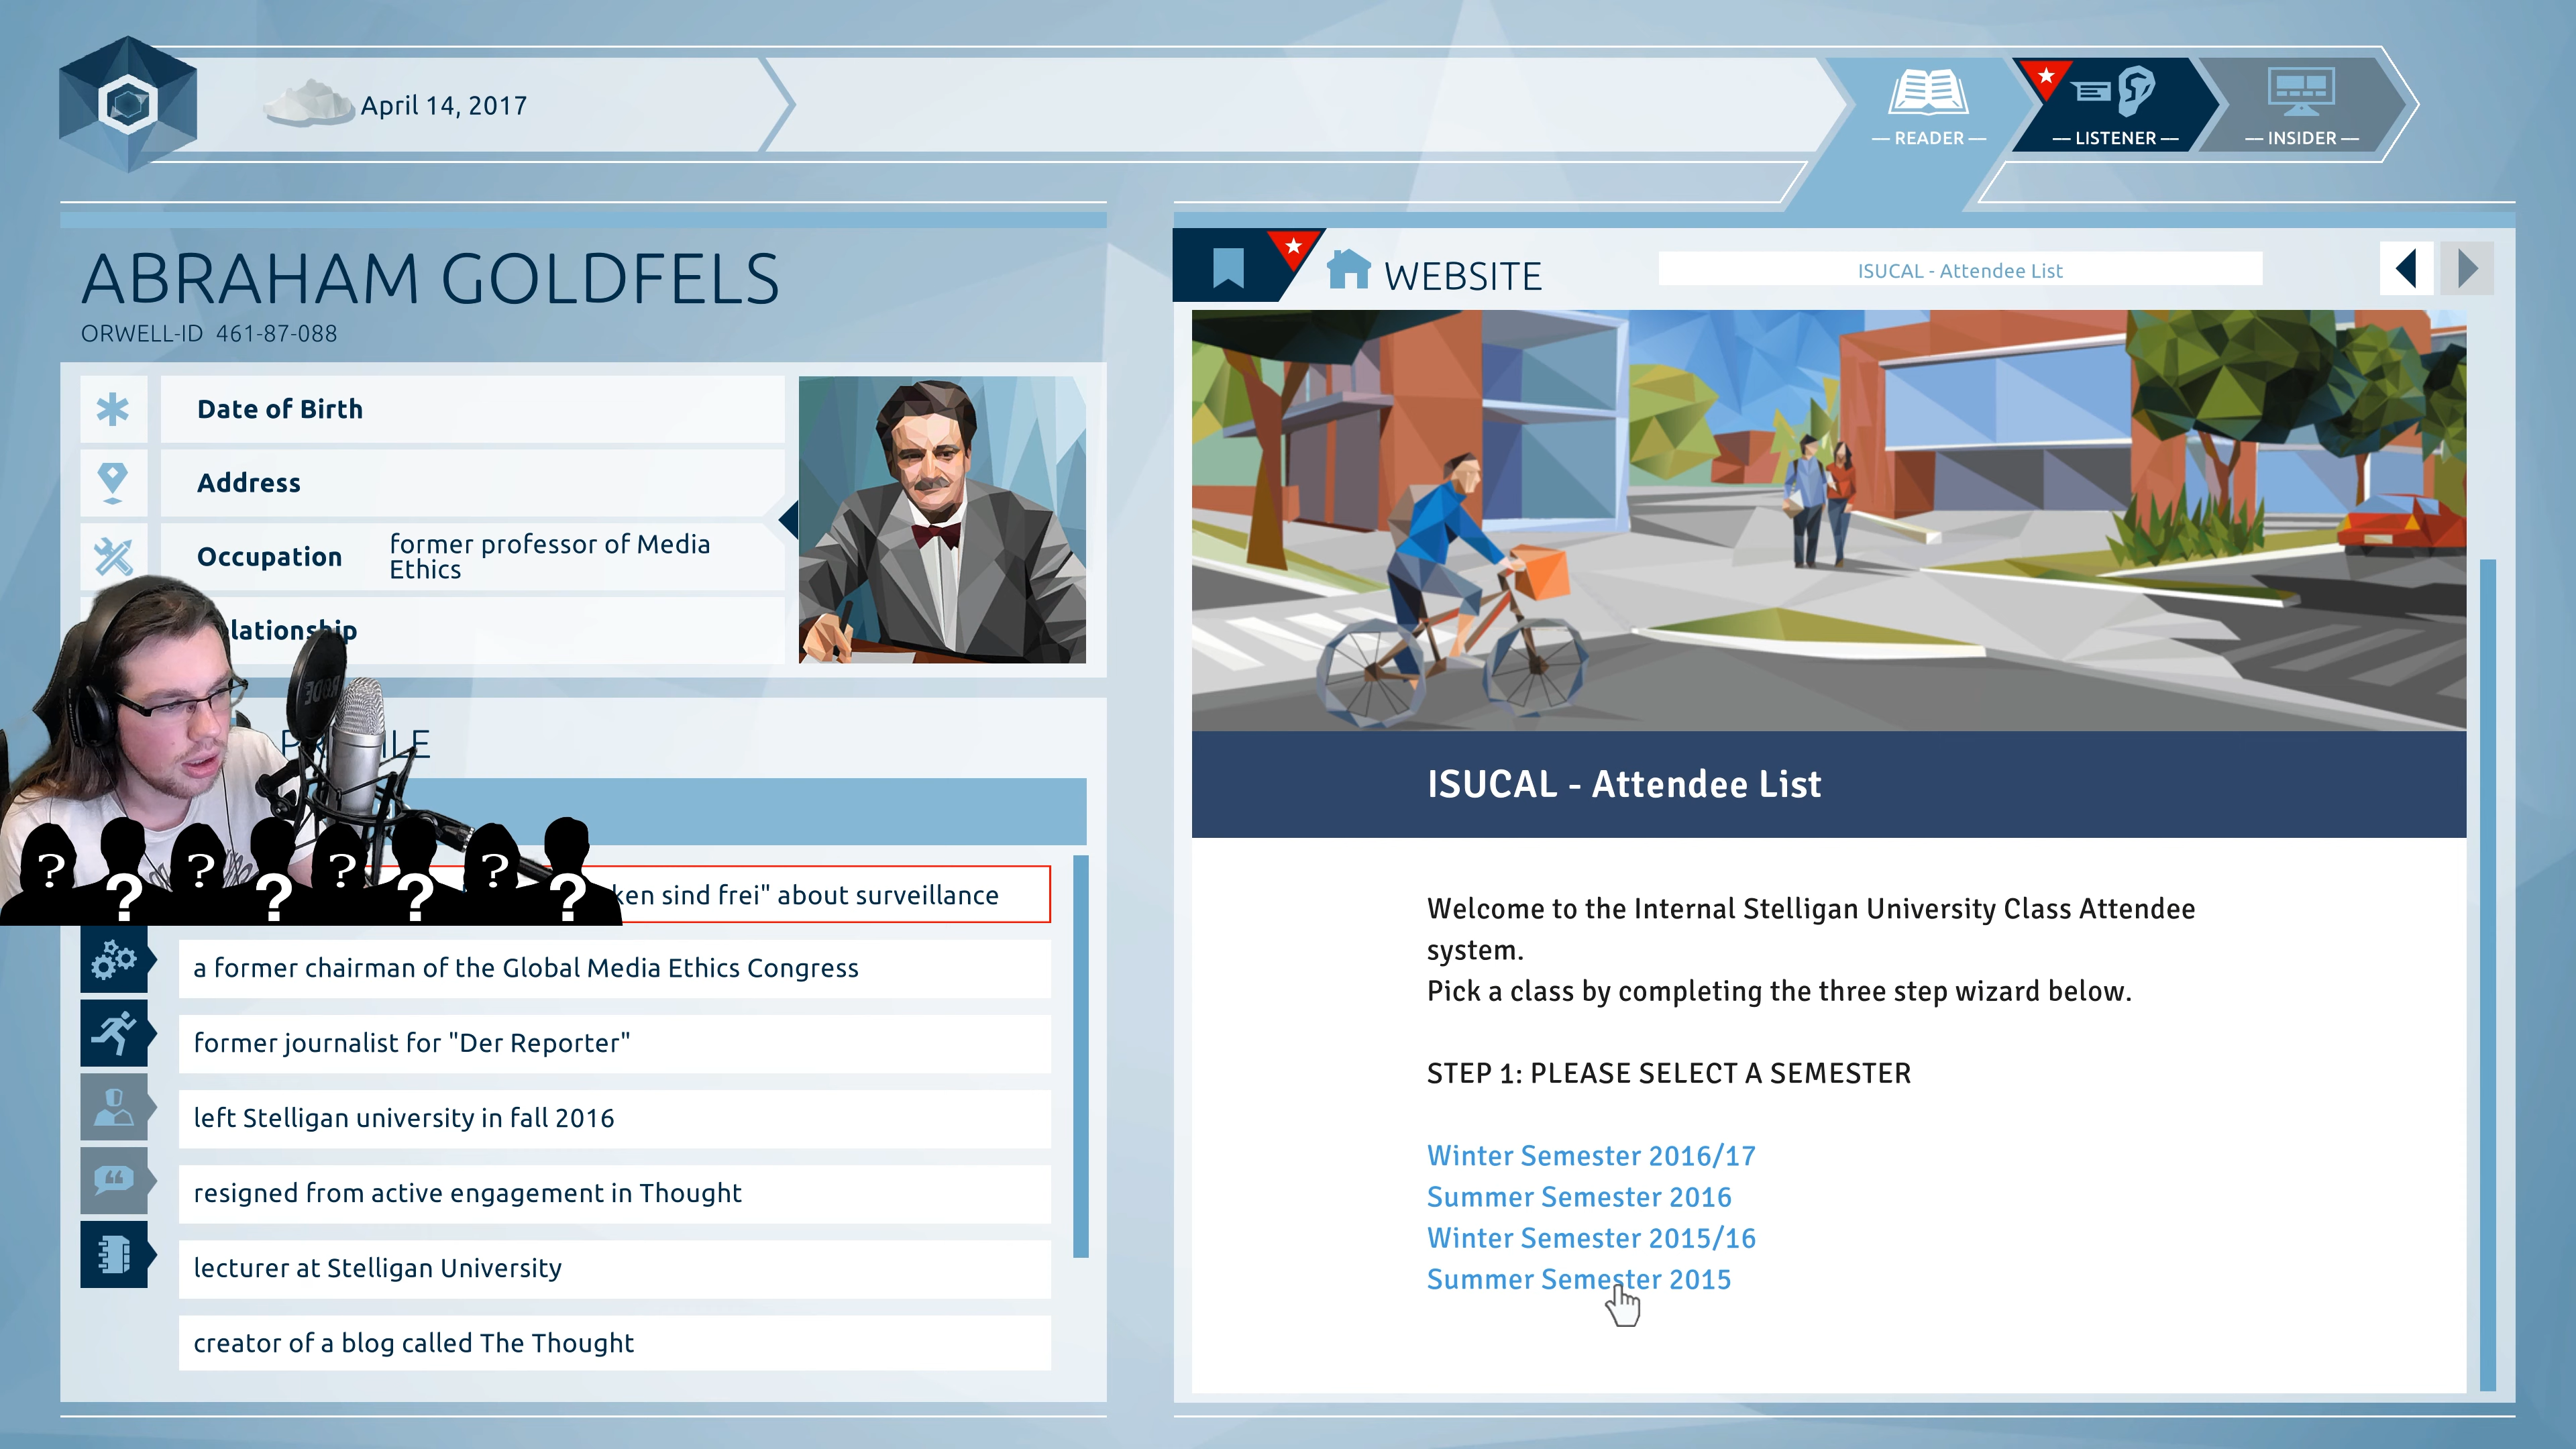 April 14, 2017
— READER —
— LISTENER —
— INSIDER —
ABRAHAM GOLDFELS
ORWELL-ID 461-87-088
Date of Birth
Address
Occupation
former professor of Media
Ethics
lationship
RODE
ken sind frei" about surveillance
a former chairman of the Global Media Ethics Congress
former journalist for "Der Reporter"
left Stelligan university in fall 2016
resigned from active engagement in Thought
lecturer at Stelligan University
creator of a blog called The Thought
? ? ? ? ? ? ? ?
WEBSITE
ISUCAL - Attendee List
ISUCAL - Attendee List
Welcome to the Internal Stelligan University Class Attendee
system.
Pick a class by completing the three step wizard below.
STEP 1: PLEASE SELECT A SEMESTER
Winter Semester 2016/17
Summer Semester 2016
Winter Semester 2015/16
Summer Semester 2015